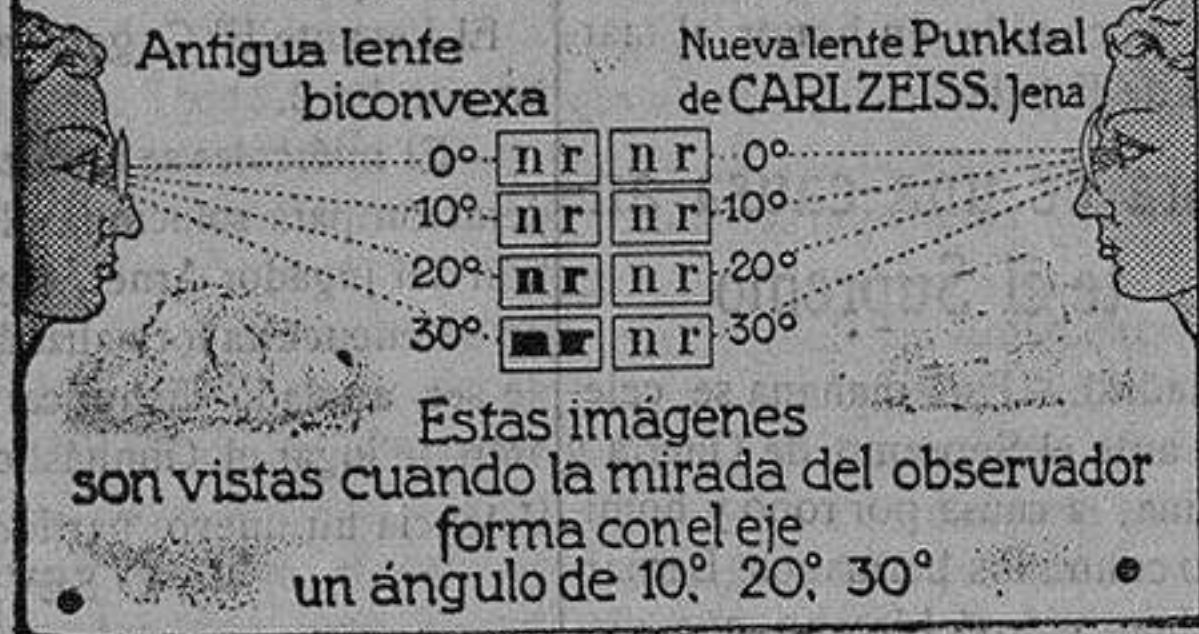 Antigua lente
biconvexa
Nueva lente Punktal
de CARL ZEISS, Jena
0° n r n r 0°
10° n r n r 10°
20° n r n r 20°
30° n r n r 30°
Estas imágenes
son vistas cuando la mirada del observador
forma con el eje
un ángulo de 10°, 20°, 30°